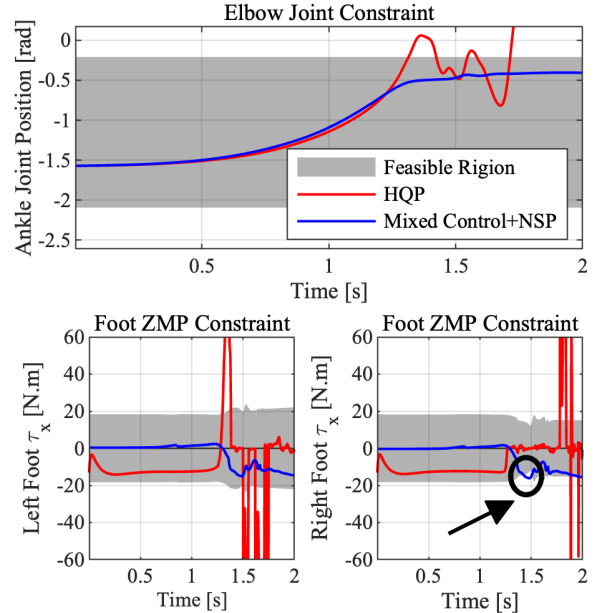 Elbow Joint Constraint
Ankle Joint Position [rad]
0
-0.5
-1
-1.5
-2
-2.5
Feasible Rigion
HQP
Mixed Control+NSP
0.5 1 1.5 2
Time [s]
Foot ZMP Constraint
Left Foot τx [N.m]
60
40
20
0
-20
-40
-60
0.5 1 1.5 2
Time [s]
Foot ZMP Constraint
Right Foot τx [N.m]
60
40
20
0
-20
-40
-60
0.5 1 1.5 2
Time [s]